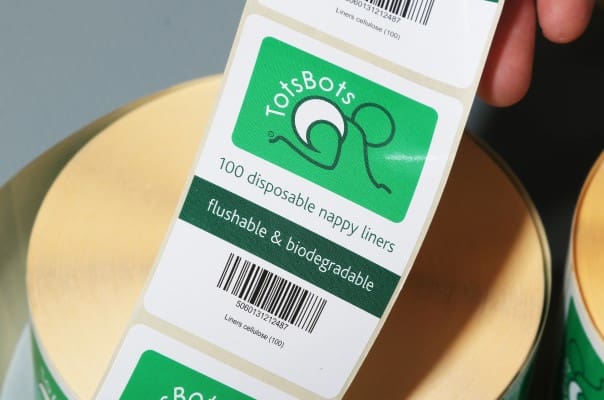 5060131212487
Liners cellulose (100)
TotsBots
©
100 disposable nappy liners
flushable & biodegradable
5060131212487
Liners cellulose (100)